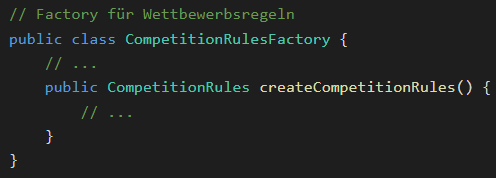 // Factory für Wettbewerbsregeln
public class CompetitionRulesFactory {
    // ...
    public CompetitionRules createCompetitionRules() {
        // ...
    }
}